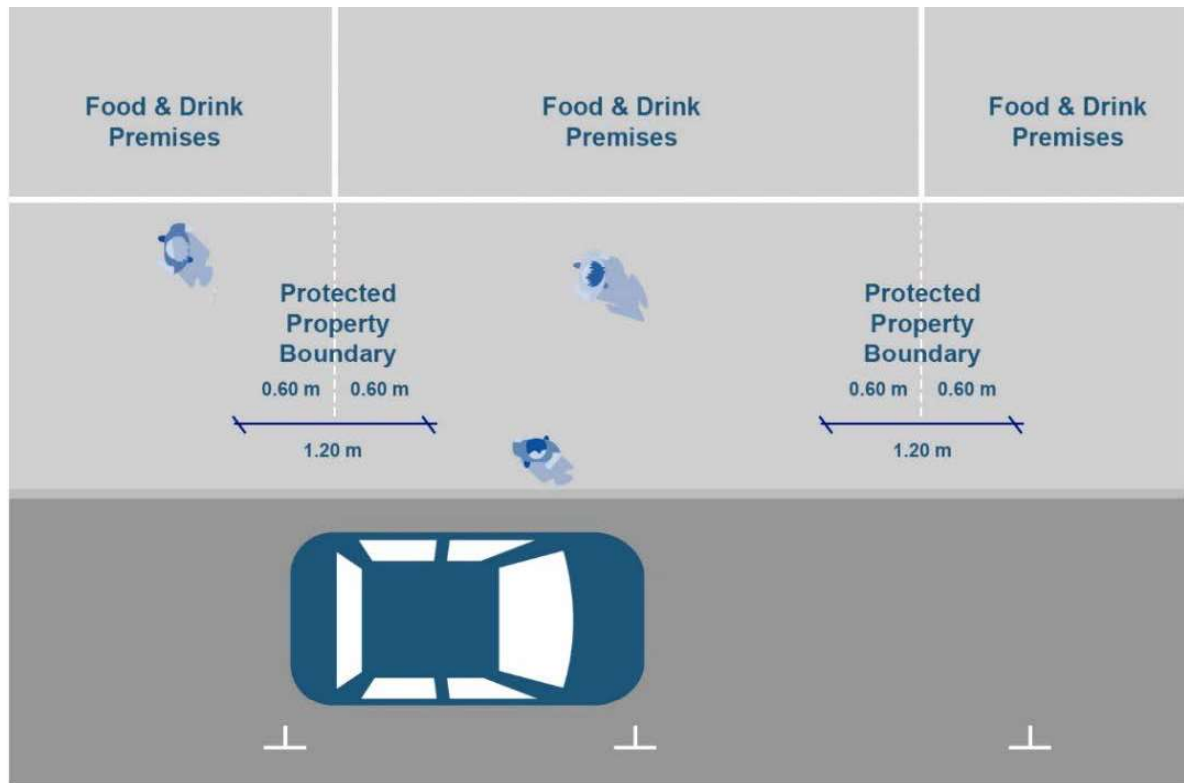 Food & Drink
Premises
Food & Drink
Premises
Food & Drink
Premises
Protected
Property
Boundary
0.60 m 0.60 m
1.20 m
Protected
Property
Boundary
0.60 m 0.60 m
1.20 m